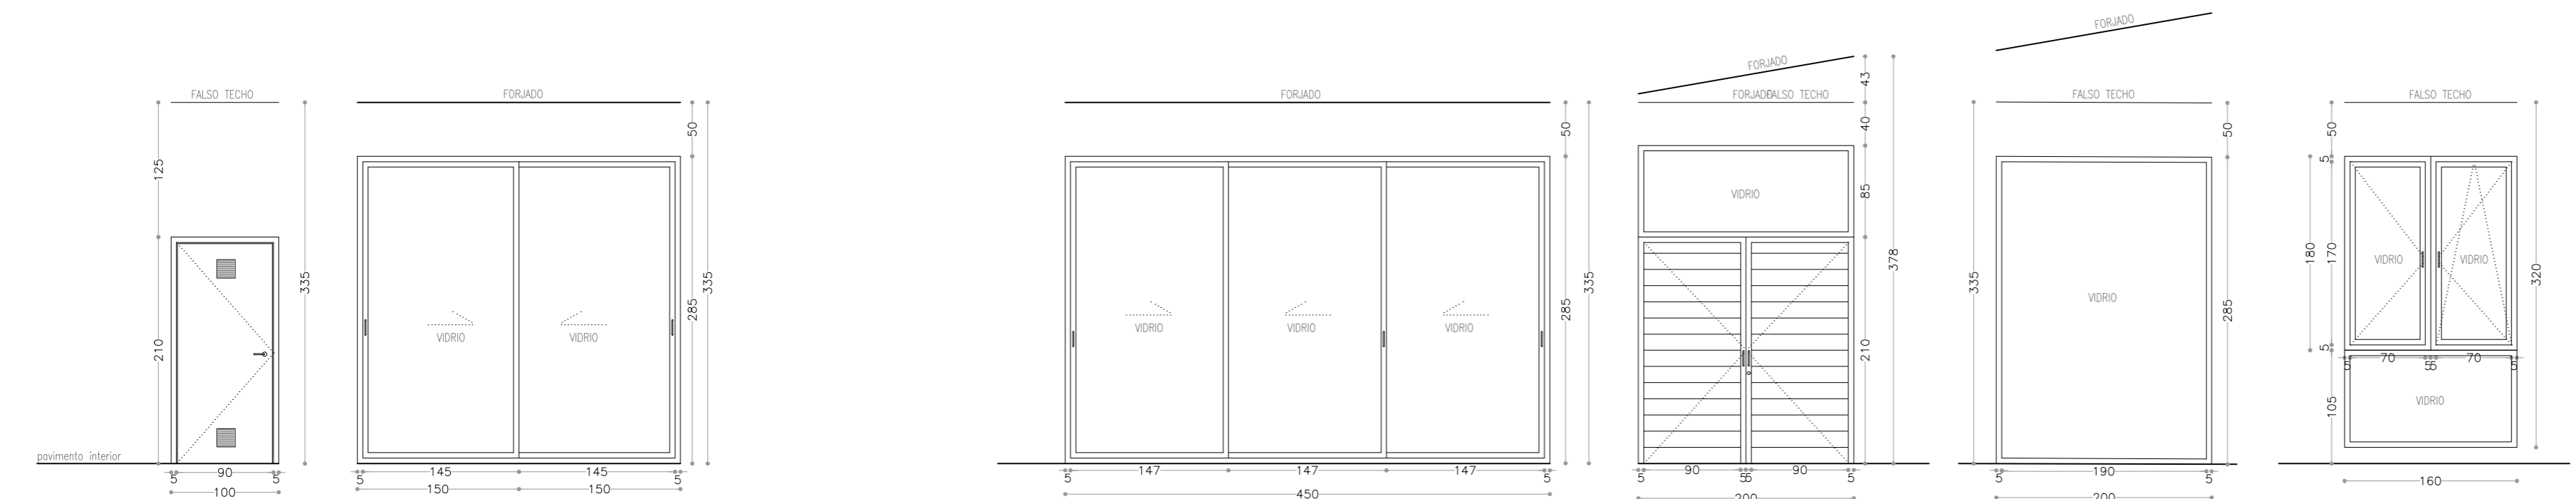 FALSO TECHO
125
210
335
pavimento interior
5 90 5
100
FORJADO
50
285
335
VIDRIO VIDRIO
5 145 145 5
150 150
FORJADO
50
285
335
VIDRIO VIDRIO VIDRIO
5 147 147 147 5
450
FORJADO
FORJADO FALSO TECHO
43
40
85
210
378
VIDRIO
5 90 5 5 90 5
200
FORJADO
FALSO TECHO
335
50
285
VIDRIO
5 190 5
200
FALSO TECHO
50
5
180
170
5
105
320
VIDRIO VIDRIO
5 70 5 5 70 5
VIDRIO
160